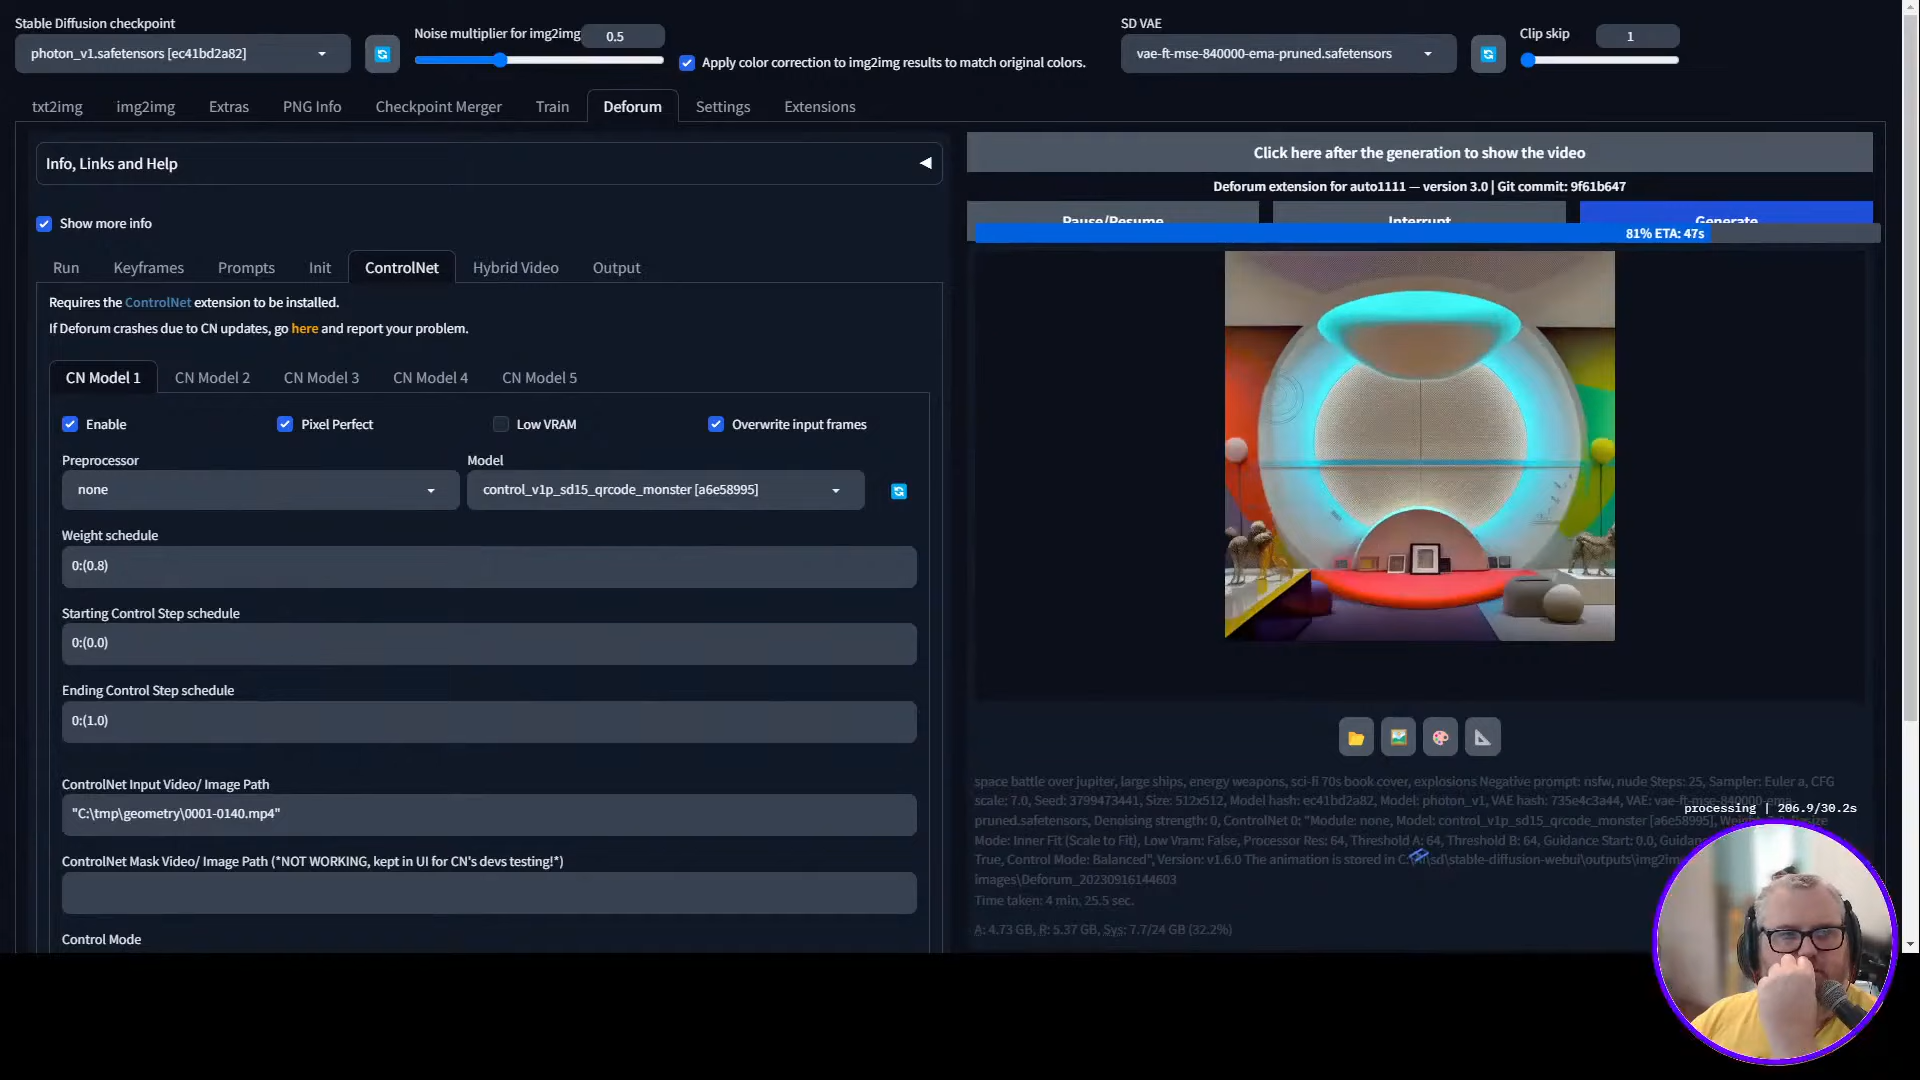 Stable Diffusion checkpoint
photon_v1.safetensors [ec41bd2a82]
Noise multiplier for img2img
0.5
Apply color correction to img2img results to match original colors.
SD VAE
vae-ft-mse-840000-ema-pruned.safetensors
Clip skip
1
txt2img
img2img
Extras
PNG Info
Checkpoint Merger
Train
Deforum
Settings
Extensions
Info, Links and Help
Show more info
Run
Keyframes
Prompts
Init
ControlNet
Hybrid Video
Output
Requires the ControlNet extension to be installed.
If Deforum crashes due to CN updates, go here and report your problem.
CN Model 1
CN Model 2
CN Model 3
CN Model 4
CN Model 5
Enable
Pixel Perfect
Low VRAM
Overwrite input frames
Preprocessor
none
Model
control_v1p_sd15_qrcode_monster [a6e58995]
Weight schedule
0:(0.8)
Starting Control Step schedule
0:(0.0)
Ending Control Step schedule
0:(1.0)
ControlNet Input Video/ Image Path
"C:\tmp\geometry\0001-0140.mp4"
ControlNet Mask Video/ Image Path (*NOT WORKING, kept in UI for CN's devs testing!*)
Control Mode
Click here after the generation to show the video
Deforum extension for auto1111 — version 3.0 | Git commit: 9f61b647
Pause/Resume
Interrupt
Generate
81% ETA: 47s
space battle over jupiter, large ships, energy weapons, sci-fi 70s book cover, explosions Negative prompt: nsfw, nude Steps: 25, Sampler: Euler a, CFG
scale: 7.0, Seed: 3799473441, Size: 512x512, Model hash: ec41bd2a82, Model: photon_v1, VAE hash: 735e4c3a44, VAE: vae-ft-mse-840000-ema-
processing | 206.9/30.2s
pruned.safetensors, Denoising strength: 0, ControlNet 0: "Module: none, Model: control_v1p_sd15_qrcode_monster [a6e58995],
Mode: Inner Fit (Scale to Fit), Low Vram: False, Processor Res: 64, Threshold A: 64, Threshold B: 64, Guidance Start: 0.0,
True, Control Mode: Balanced", Version: v1.6.0 The animation is stored in
images\Deforum_20230916144603
Time taken: 4 min, 25.5 sec.
A: 4.73 GB, R: 5.37 GB, Sys: 7.7/24 GB (32.2%)